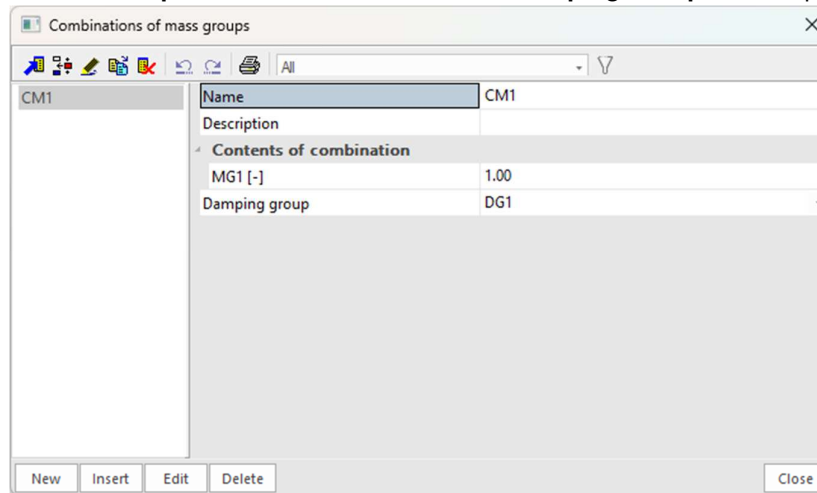 Combinations of mass groups
All
CM1
Name CM1
Description
Contents of combination
MG1 [-] 1.00
Damping group DG1
New Insert Edit Delete Close